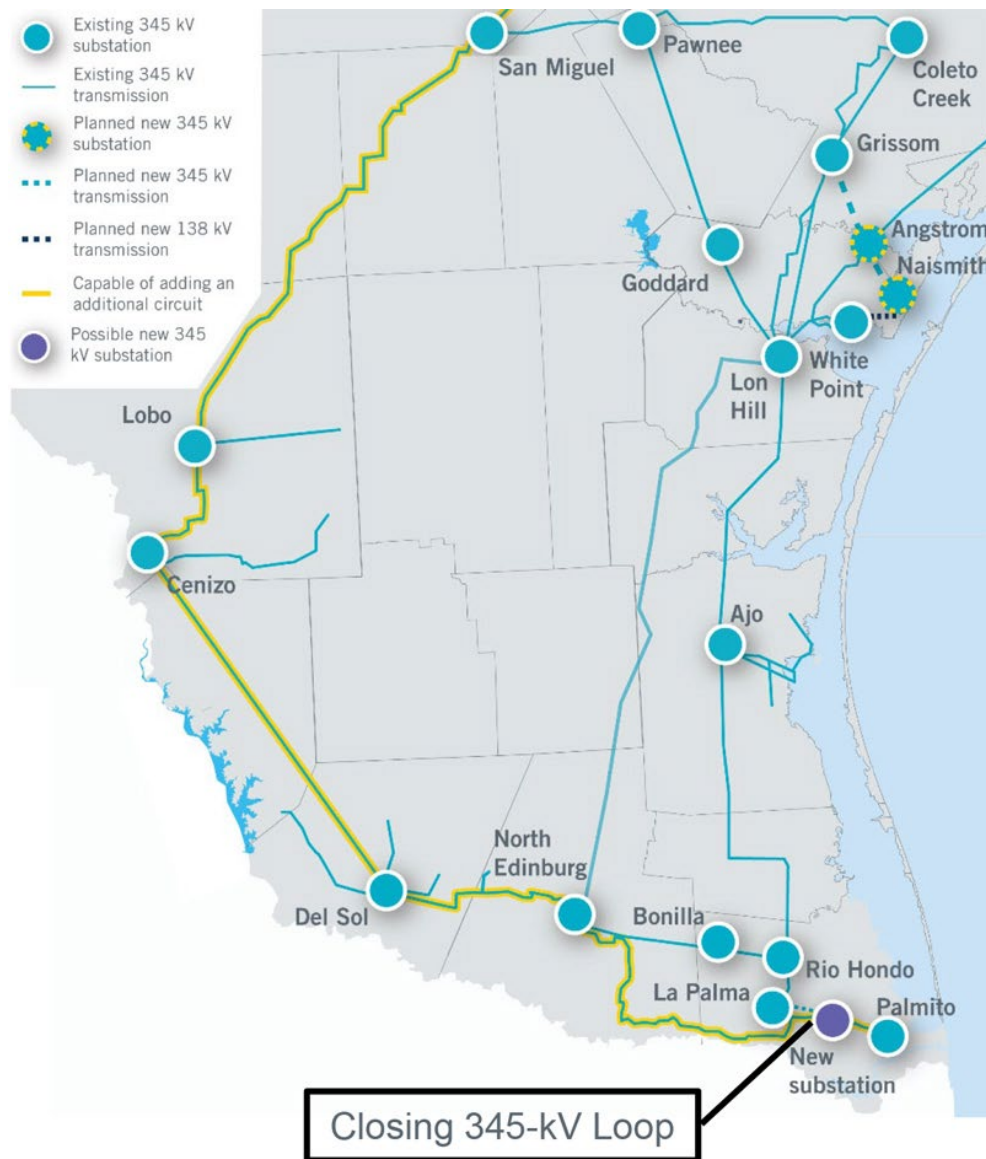 Existing 345 kV
substation
Existing 345 kV
transmission
Planned new 345 kV
substation
Planned new 345 kV
transmission
Planned new 138 kV
transmission
Capable of adding an
additional circuit
Possible new 345
kV substation
San Miguel
Pawnee
Coleto
Creek
Grissom
Angstrom
Naismith
Goddard
White
Point
Lon
Hill
Lobo
Cenizo
Ajo
North
Edinburg
Del Sol
Bonilla
Rio Hondo
La Palma
Palmito
New
substation
Closing 345-kV Loop